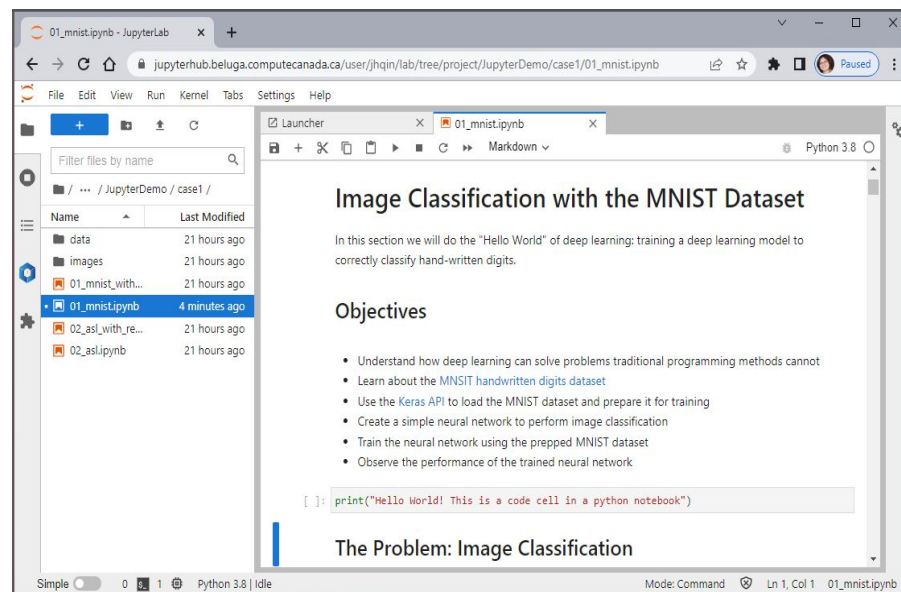 01_mnist.ipynb - JupyterLab
jupyterhub.beluga.computecanada.ca/user/jhqin/lab/tree/project/JupyterDemo/case1/01_mnist.ipynb
Paused
File Edit View Run Kernel Tabs Settings Help
Filter files by name
/ ··· / JupyterDemo / case1 /
Name Last Modified
data 21 hours ago
images 21 hours ago
01_mnist_with... 21 hours ago
01_mnist.ipynb 4 minutes ago
02_asl_with_re... 21 hours ago
02_asl.ipynb 21 hours ago
Launcher
01_mnist.ipynb
Markdown
Python 3.8
Image Classification with the MNIST Dataset
In this section we will do the "Hello World" of deep learning: training a deep learning model to
correctly classify hand-written digits.
Objectives
• Understand how deep learning can solve problems traditional programming methods cannot
• Learn about the MNSIT handwritten digits dataset
• Use the Keras API to load the MNIST dataset and prepare it for training
• Create a simple neural network to perform image classification
• Train the neural network using the prepped MNIST dataset
• Observe the performance of the trained neural network
[ ]: print("Hello World! This is a code cell in a python notebook")
The Problem: Image Classification
Simple 0 1 Python 3.8 | Idle Mode: Command Ln 1, Col 1 01_mnist.ipynb